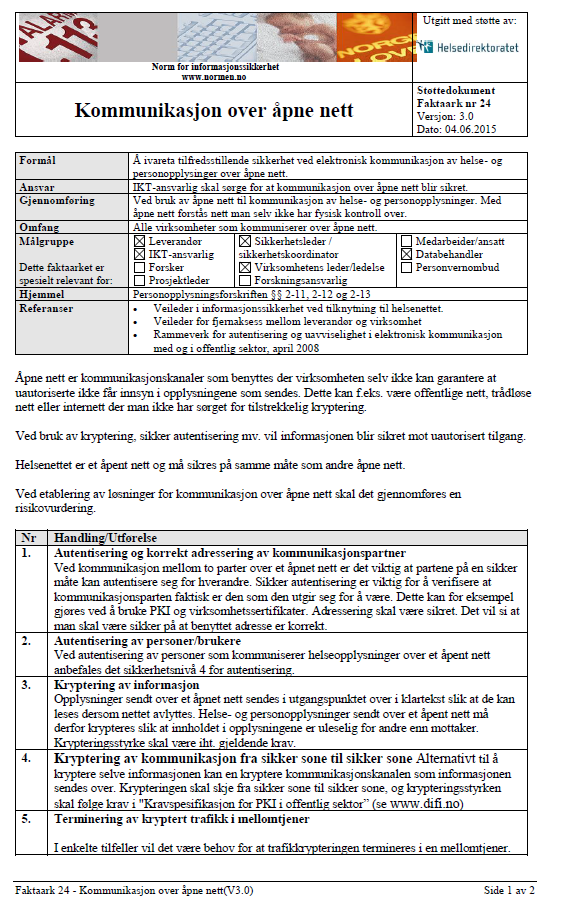 ALARM
113
NORGE
LOVER
Utgitt med støtte av:
Helsedirektoratet
Norm for informasjonssikkerhet
www.normen.no
Kommunikasjon over åpne nett
Støttedokument
Faktaark nr 24
Versjon: 3.0
Dato: 04.06.2015
Formål
Å ivareta tilfredsstillende sikkerhet ved elektronisk kommunikasjon av helse- og
personopplysinger over åpne nett.
Ansvar
IKT-ansvarlig skal sørge for at kommunikasjon over åpne nett blir sikret.
Gjennomføring
Ved bruk av åpne nett til kommunikasjon av helse- og personopplysninger. Med
åpne nett forstås nett man selv ikke har fysisk kontroll over.
Omfang
Alle virksomheter som kommuniserer over åpne nett.
Målgruppe
Dette faktaarket er
spesielt relevant for:
☒ Leverandør
☒ IKT-ansvarlig
☐ Forsker
☐ Prosjektleder
☒ Sikkerhetsleder /
sikkerhetskoordinator
☒ Virksomhetens leder/ledelse
☐ Forskningsansvarlig
☐ Medarbeider/ansatt
☒ Databehandler
☐ Personvernombud
Hjemmel
Personopplysningsforskriften §§ 2-11, 2-12 og 2-13
Referanser
• Veileder i informasjonssikkerhet ved tilknytning til helsenettet.
• Veileder for fjernaksess mellom leverandør og virksomhet
• Rammeverk for autentisering og uavviselighet i elektronisk kommunikasjon
med og i offentlig sektor, april 2008
Åpne nett er kommunikasjonskanaler som benyttes der virksomheten selv ikke kan garantere at
uautoriserte ikke får innsyn i opplysningene som sendes. Dette kan f.eks. være offentlige nett, trådløse
nett eller internett der man ikke har sørget for tilstrekkelig kryptering.
Ved bruk av kryptering, sikker autentisering mv. vil informasjonen blir sikret mot uautorisert tilgang.
Helsenettet er et åpent nett og må sikres på samme måte som andre åpne nett.
Ved etablering av løsninger for kommunikasjon over åpne nett skal det gjennomføres en
risikovurdering.
Nr Handling/Utførelse
1. Autentisering og korrekt adressering av kommunikasjonspartner
Ved kommunikasjon mellom to parter over et åpnet nett er det viktig at partene på en sikker
måte kan autentisere seg for hverandre. Sikker autentisering er viktig for å verifisere at
kommunikasjonsparten faktisk er den som den utgir seg for å være. Dette kan for eksempel
gjøres ved å bruke PKI og virksomhetssertifikater. Adressering skal være sikret. Det vil si at
man skal være sikker på at benyttet adresse er korrekt.
2. Autentisering av personer/brukere
Ved autentisering av personer som kommuniserer helseopplysninger over et åpent nett
anbefales det sikkerhetsnivå 4 for autentisering.
3. Kryptering av informasjon
Opplysninger sendt over et åpnet nett sendes i utgangspunktet over i klartekst slik at de kan
leses dersom nettet avlyttes. Helse- og personopplysninger sendt over et åpent nett må
derfor krypteres slik at innholdet i opplysningene er uleselig for andre enn mottaker.
Krypteringsstyrke skal være iht. gjeldende krav.
4. Kryptering av kommunikasjon fra sikker sone til sikker sone Alternativt til å
kryptere selve informasjonen kan en kryptere kommunikasjonskanalen som informasjonen
sendes over. Krypteringen skal skje fra sikker sone til sikker sone, og krypteringsstyrken
skal følge krav i "Kravspesifikasjon for PKI i offentlig sektor" (se www.difi.no)
5. Terminering av kryptert trafikk i mellomtjener
I enkelte tilfeller vil det være behov for at trafikkrypteringen termineres i en mellomtjener.
Faktaark 24 - Kommunikasjon over åpne nett(V3.0) Side 1 av 2